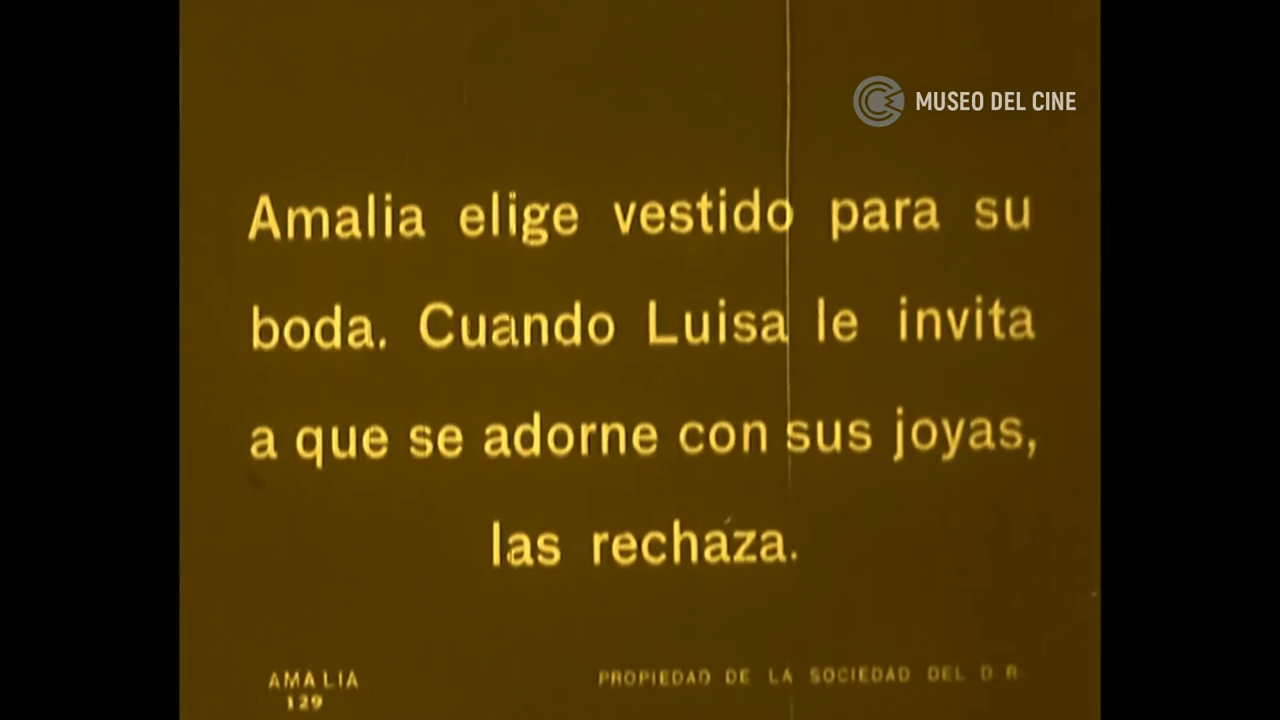 MUSEO DEL CINE
Amalia elige vestido para su
boda. Cuando Luisa le invita
a que se adorne con sus joyas,
las rechaza.
AMALIA
129
PROPIEDAD DE LA SOCIEDAD DEL D R